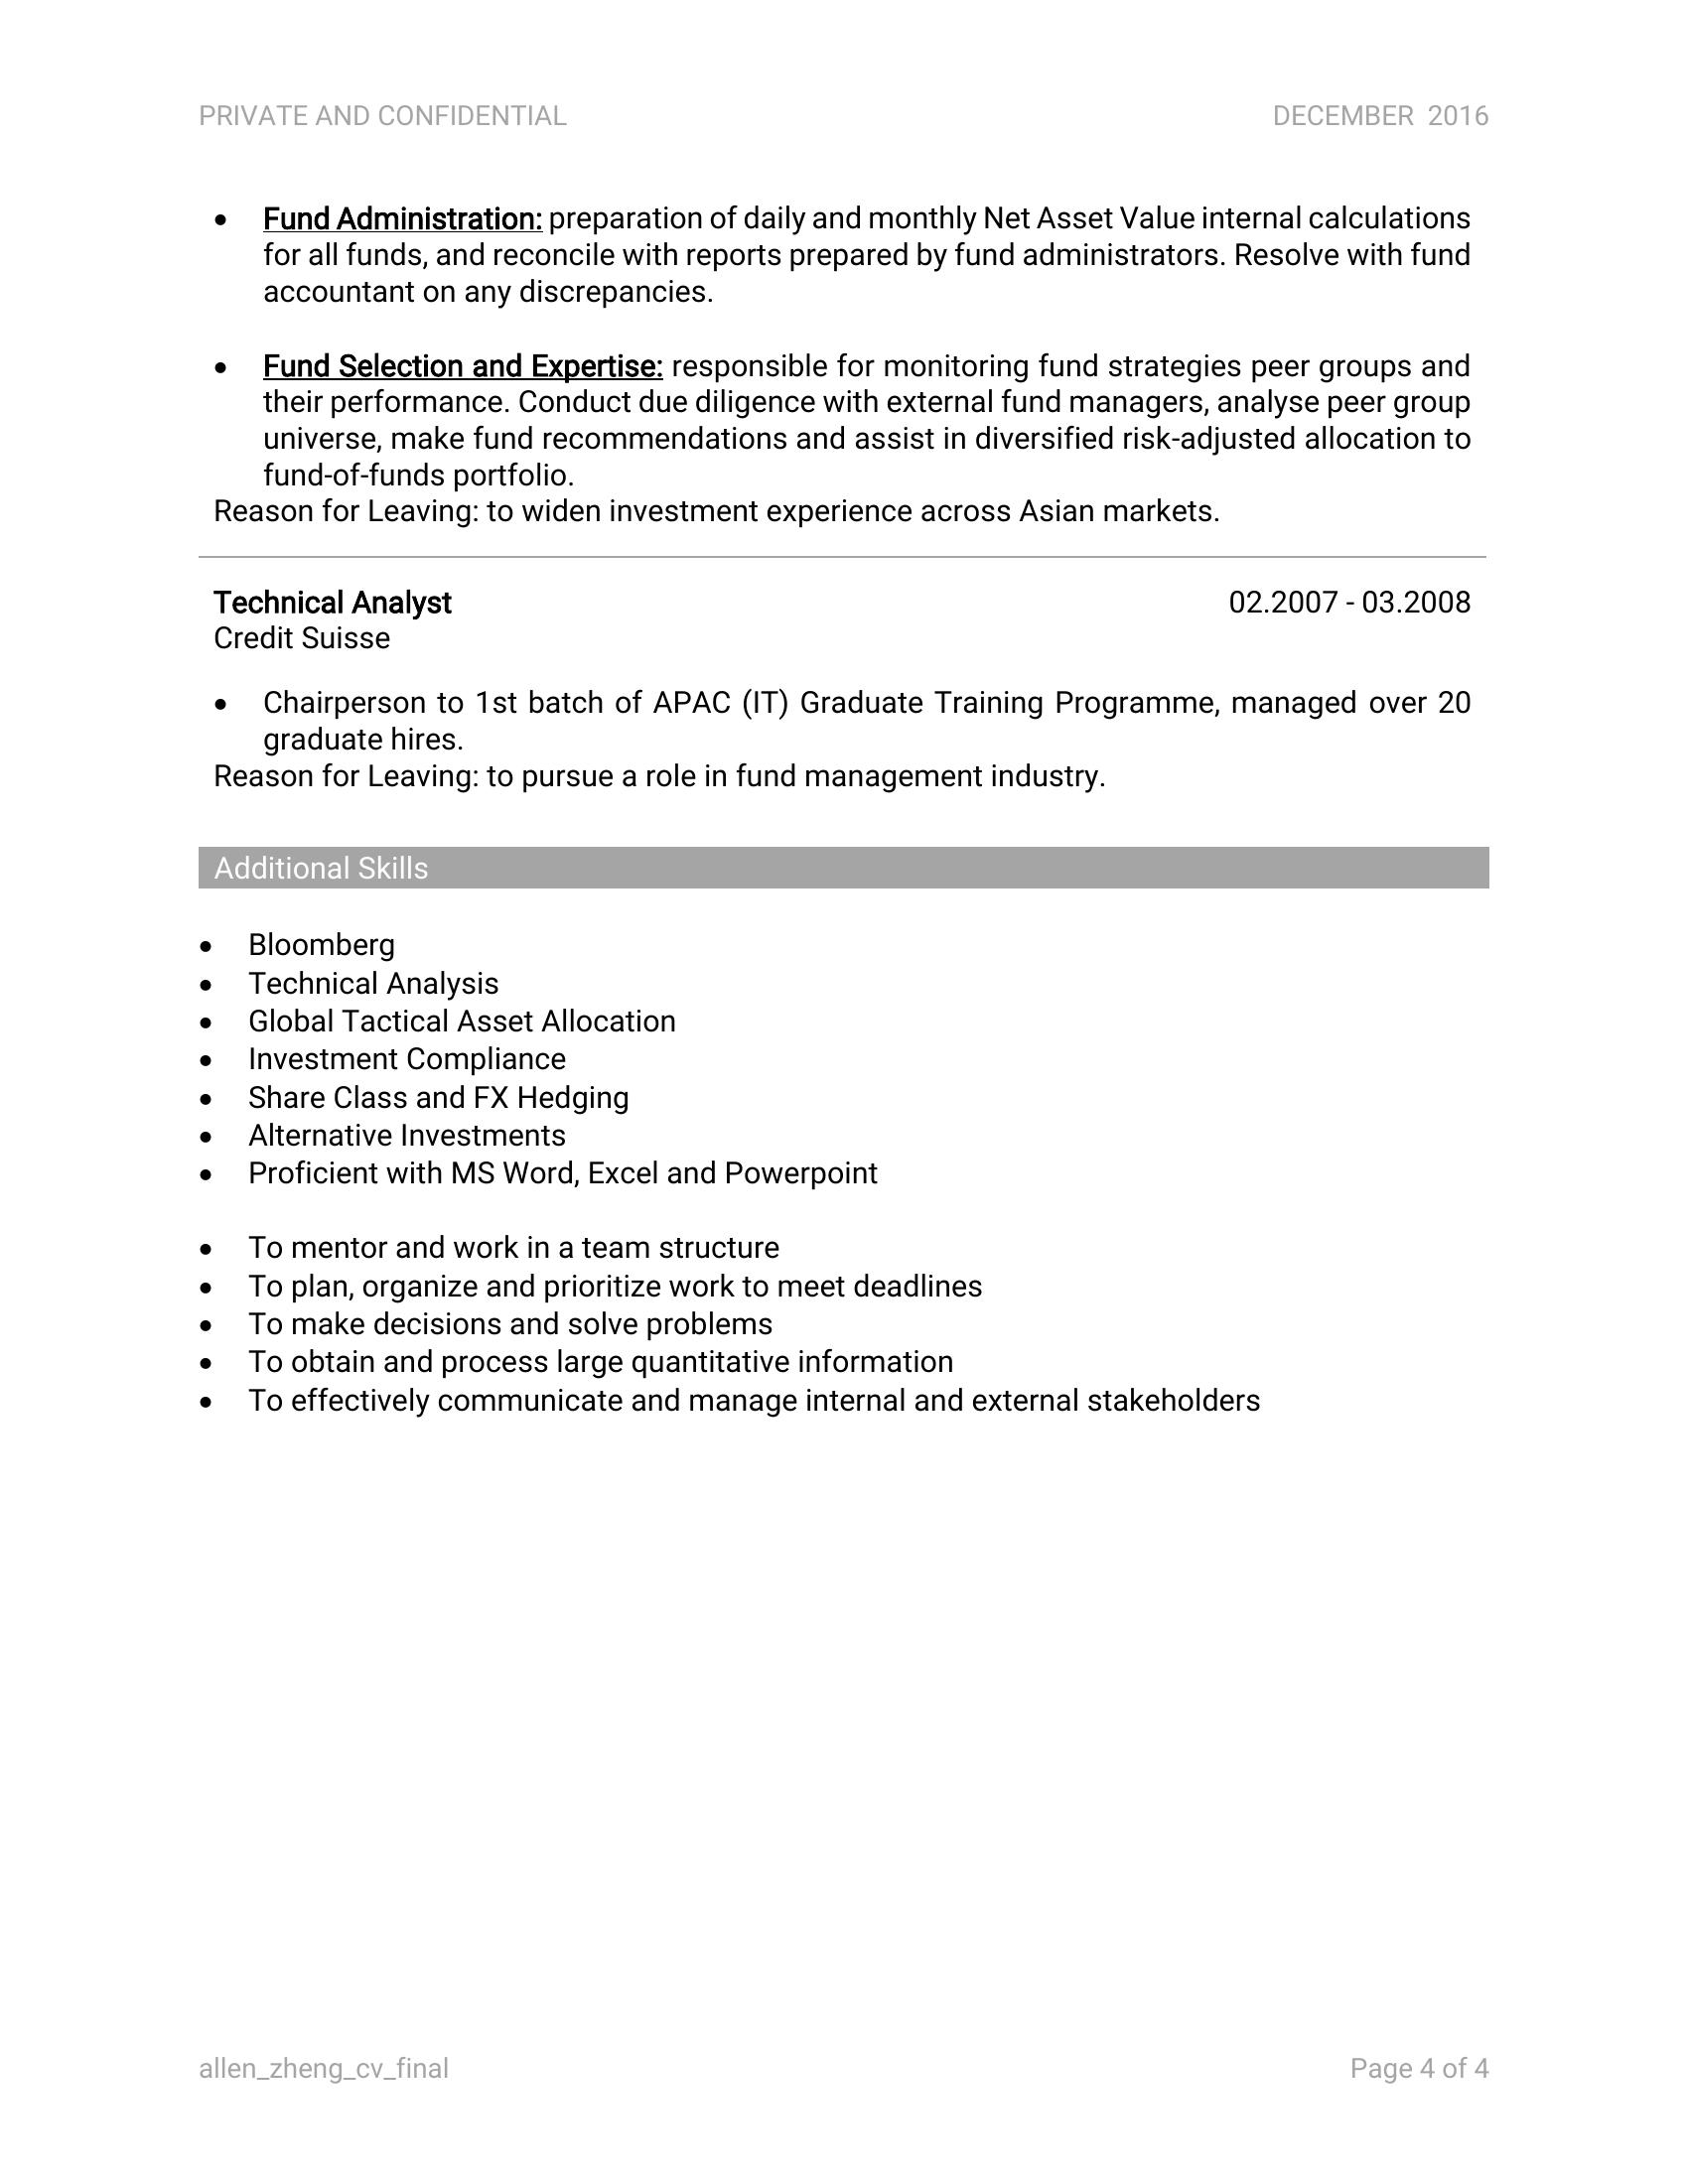 PRIVATE AND CONFIDENTIAL DECEMBER 2016
• Fund Administration: preparation of daily and monthly Net Asset Value internal calculations
for all funds, and reconcile with reports prepared by fund administrators. Resolve with fund
accountant on any discrepancies.
• Fund Selection and Expertise: responsible for monitoring fund strategies peer groups and
their performance. Conduct due diligence with external fund managers, analyse peer group
universe, make fund recommendations and assist in diversified risk-adjusted allocation to
fund-of-funds portfolio.
Reason for Leaving: to widen investment experience across Asian markets.
Technical Analyst 02.2007 - 03.2008
Credit Suisse
• Chairperson to 1st batch of APAC (IT) Graduate Training Programme, managed over 20
graduate hires.
Reason for Leaving: to pursue a role in fund management industry.
Additional Skills
• Bloomberg
• Technical Analysis
• Global Tactical Asset Allocation
• Investment Compliance
• Share Class and FX Hedging
• Alternative Investments
• Proficient with MS Word, Excel and Powerpoint
• To mentor and work in a team structure
• To plan, organize and prioritize work to meet deadlines
• To make decisions and solve problems
• To obtain and process large quantitative information
• To effectively communicate and manage internal and external stakeholders
allen_zheng_cv_final Page 4 of 4